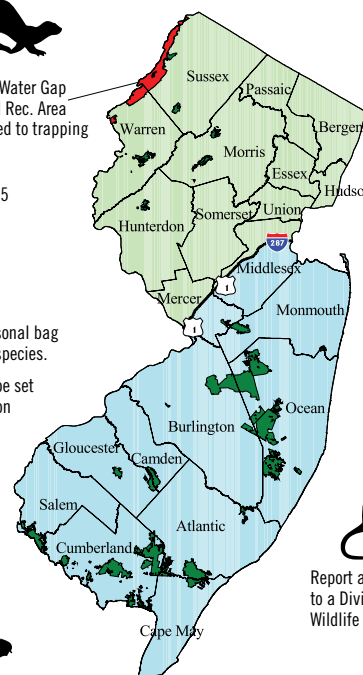 Water Gap
Rec. Area
ed to trapping
5
sonal bag
species.
be set
on
Sussex
Passaic
Bergen
Warren
Morris
Essex
Hudso
Hunterdon
Somerset
Union
287
Middlesex
1
Mercer
1
Monmouth
Ocean
Burlington
Gloucester
Camden
Salem
Atlantic
Cumberland
Cape May
Report a
to a Divi
Wildlife